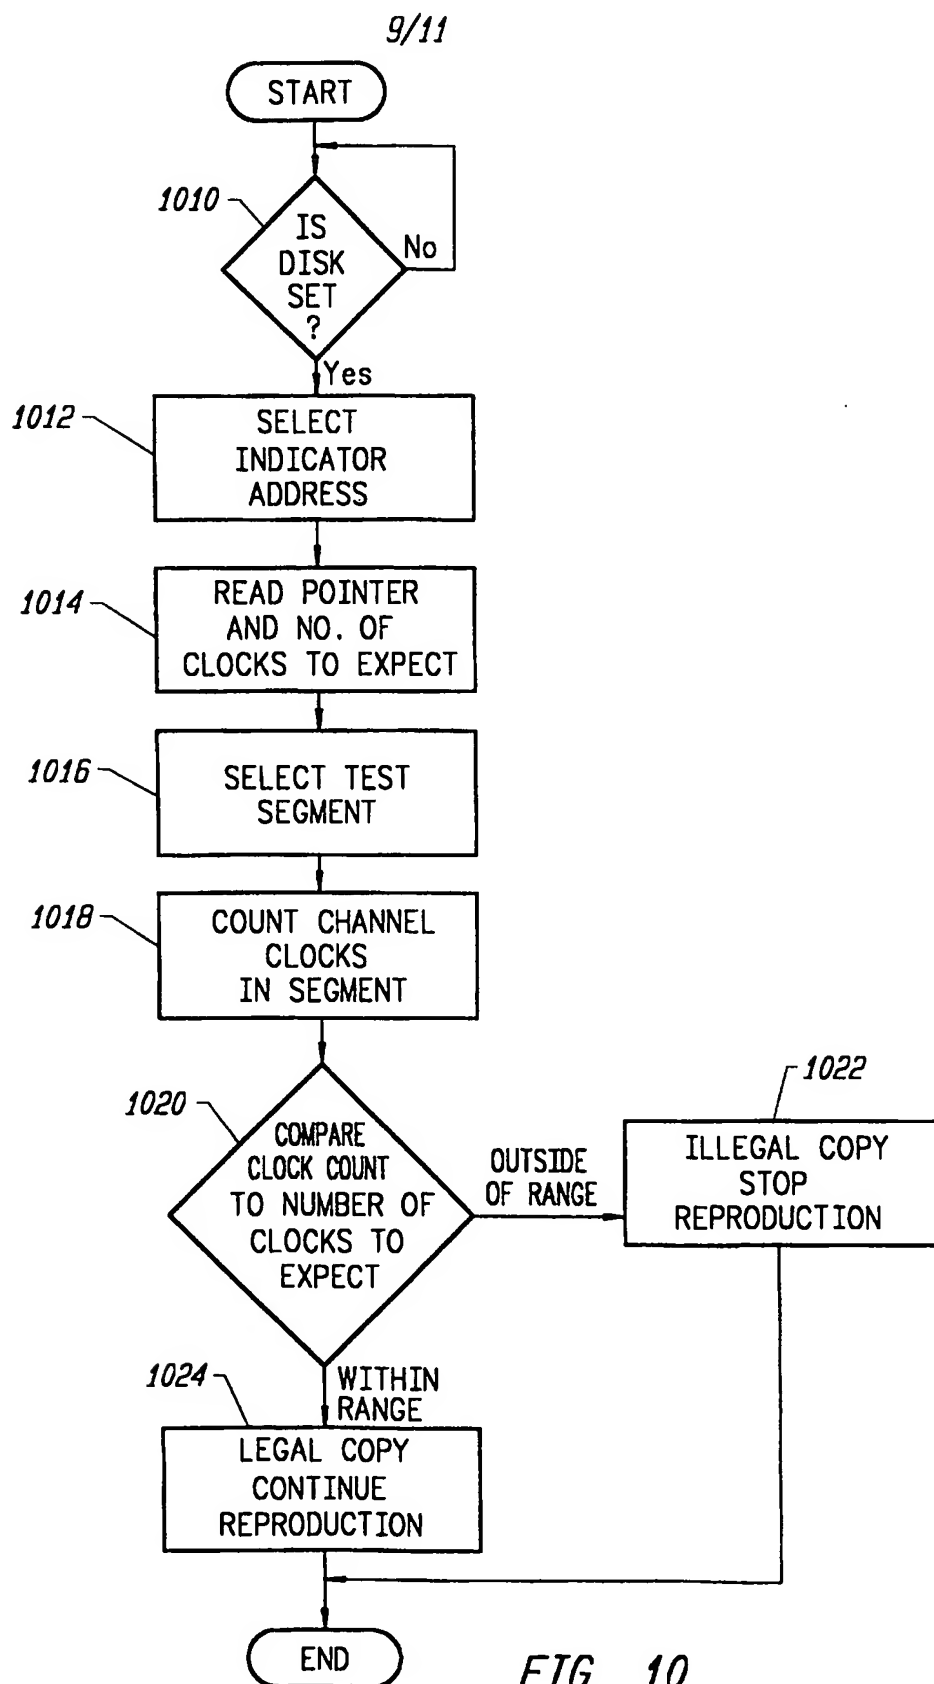 9/11
START
1010
IS
DISK
SET
?
No
Yes
1012
SELECT
INDICATOR
ADDRESS
1014
READ POINTER
AND NO. OF
CLOCKS TO EXPECT
1016
SELECT TEST
SEGMENT
1018
COUNT CHANNEL
CLOCKS
IN SEGMENT
1020
COMPARE
CLOCK COUNT
TO NUMBER OF
CLOCKS TO
EXPECT
OUTSIDE
OF RANGE
1022
ILLEGAL COPY
STOP
REPRODUCTION
WITHIN
RANGE
1024
LEGAL COPY
CONTINUE
REPRODUCTION
END
FIG. 10